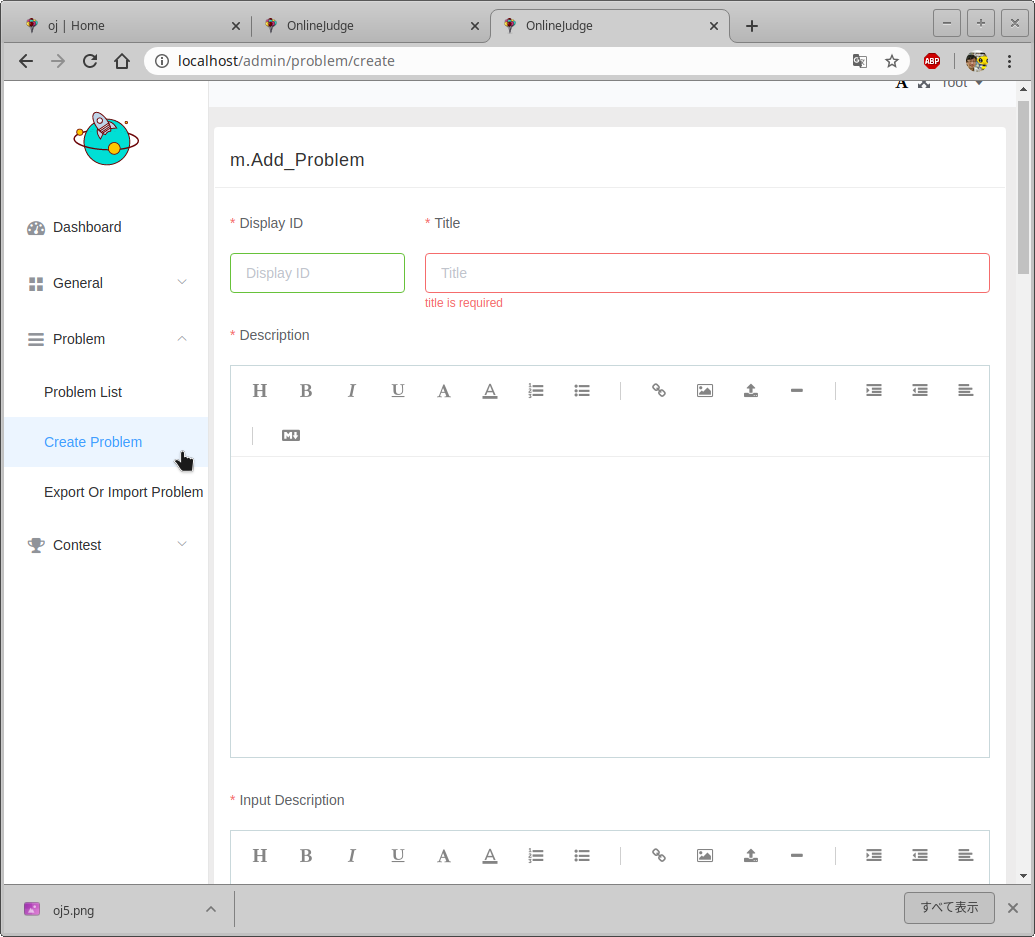 oj | Home
OnlineJudge
OnlineJudge
localhost/admin/problem/create
ABP
A
root
m.Add_Problem
Dashboard
General
Problem
Problem List
Create Problem
Export Or Import Problem
Contest
* Display ID
* Title
Display ID
Title
title is required
* Description
H B I U A A
M
* Input Description
H B I U A A
oj5.png
すべて表示